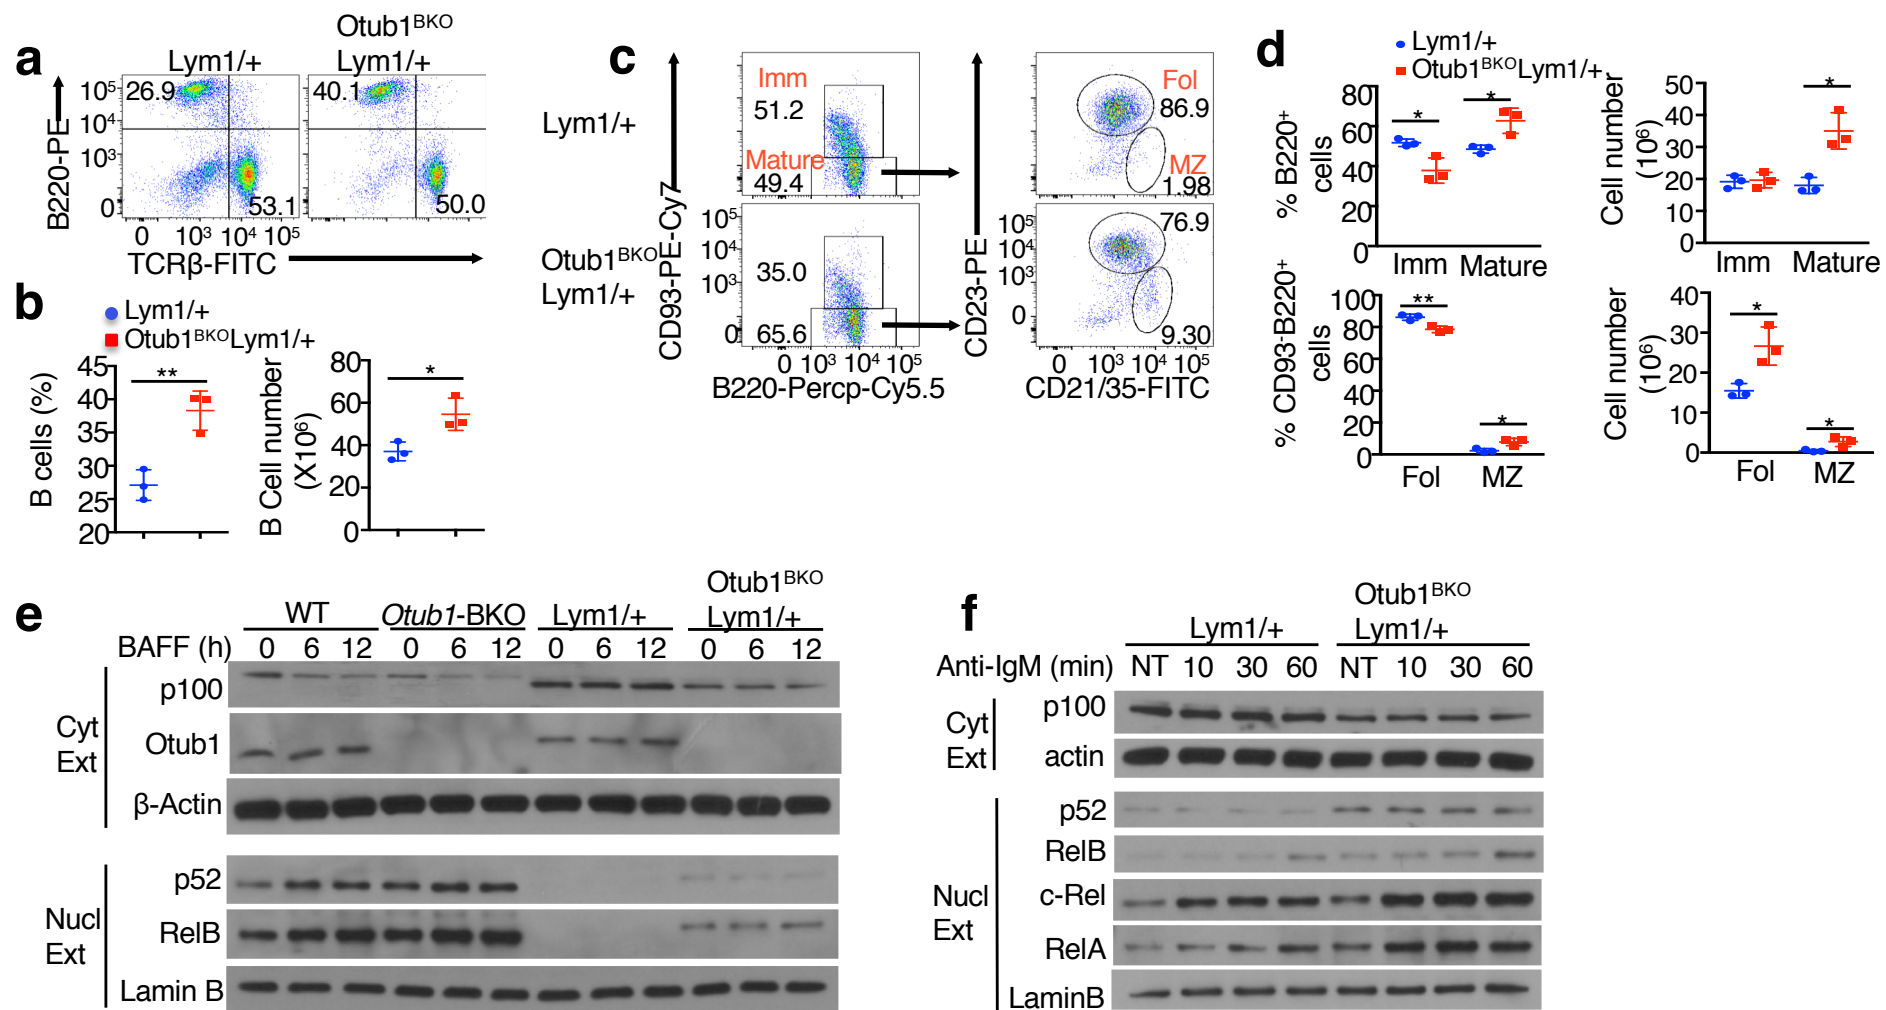 a
Otub1BKO
Lym1/+ Lym1/+
B220-PE
10⁵
10⁴
10³
0
26.9
53.1
40.1
50.0
0 10³ 10⁴ 10⁵
TCRβ-FITC
b
Lym1/+
Otub1BKOLym1/+
B cells (%)
45
40
35
30
25
20
**
B Cell number
(X10⁶)
80
60
40
20
0
*
c
Lym1/+
Otub1BKO
Lym1/+
CD93-PE-Cy7
Imm
51.2
Mature
49.4
35.0
65.6
10⁵
10⁴
10³
0
0 10³ 10⁴ 10⁵
B220-Percp-Cy5.5
CD23-PE
Fol
86.9
MZ
1.98
76.9
9.30
10⁵
10⁴
10³
0
0 10³ 10⁴ 10⁵
CD21/35-FITC
d
Lym1/+
Otub1BKOLym1/+
% B220⁺
cells
80
60
40
20
0
* *
Imm Mature
Cell number
(10⁶)
50
40
30
20
10
0
*
Imm Mature
% CD93-B220⁺
cells
100
80
60
40
20
0
** *
Fol MZ
Cell number
(10⁶)
40
30
20
10
0
* *
Fol MZ
e
WT Otub1-BKO Lym1/+ Otub1BKO
Lym1/+
BAFF (h) 0 6 12 0 6 12 0 6 12 0 6 12
Cyt
Ext
p100
Otub1
β-Actin
Nucl
Ext
p52
RelB
Lamin B
f
Lym1/+ Otub1BKO
Lym1/+
Anti-IgM (min) NT 10 30 60 NT 10 30 60
Cyt
Ext
p100
actin
Nucl
Ext
p52
RelB
c-Rel
RelA
LaminB